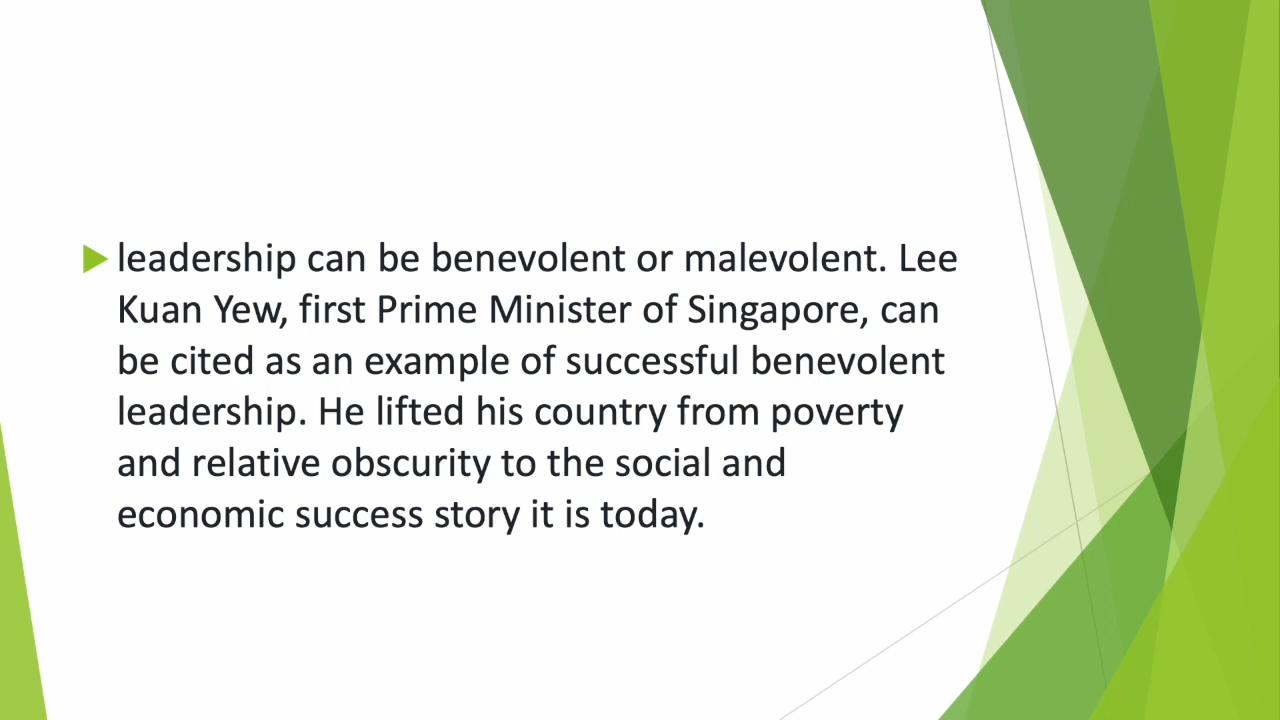 leadership can be benevolent or malevolent. Lee
Kuan Yew, first Prime Minister of Singapore, can
be cited as an example of successful benevolent
leadership. He lifted his country from poverty
and relative obscurity to the social and
economic success story it is today.